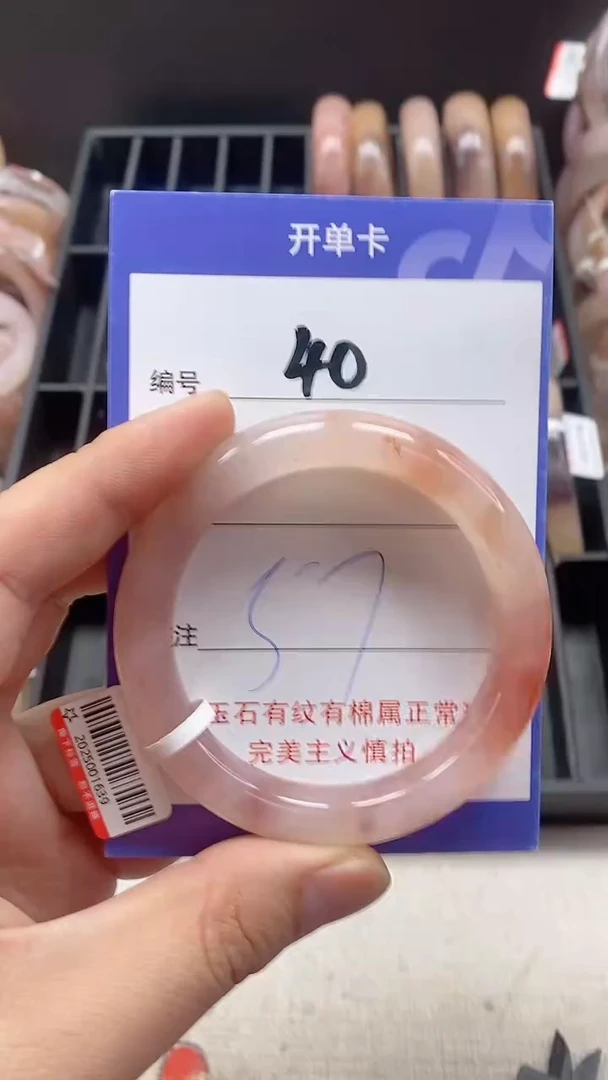 开单卡
编号 40
57
注
玉石有纹有棉属正常
完美主义慎拍
2025001639